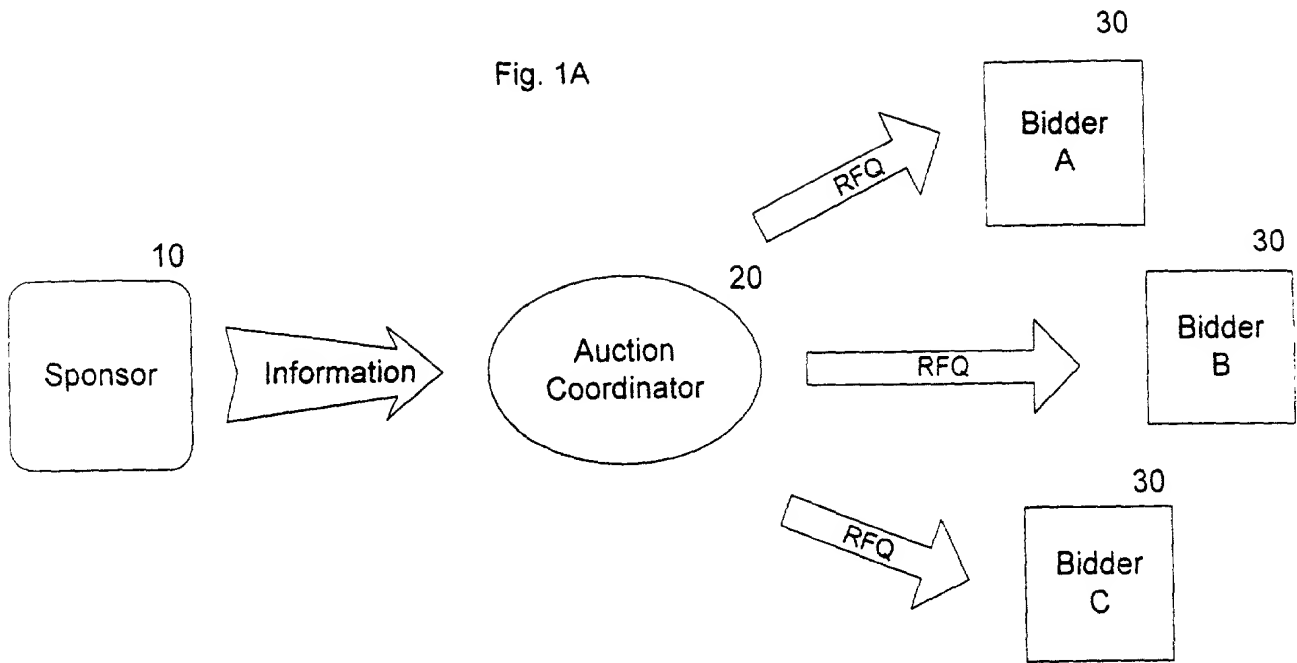 Fig. 1A
10
Sponsor
Information
20
Auction
Coordinator
RFQ
30
Bidder
A
RFQ
30
Bidder
B
RFQ
30
Bidder
C